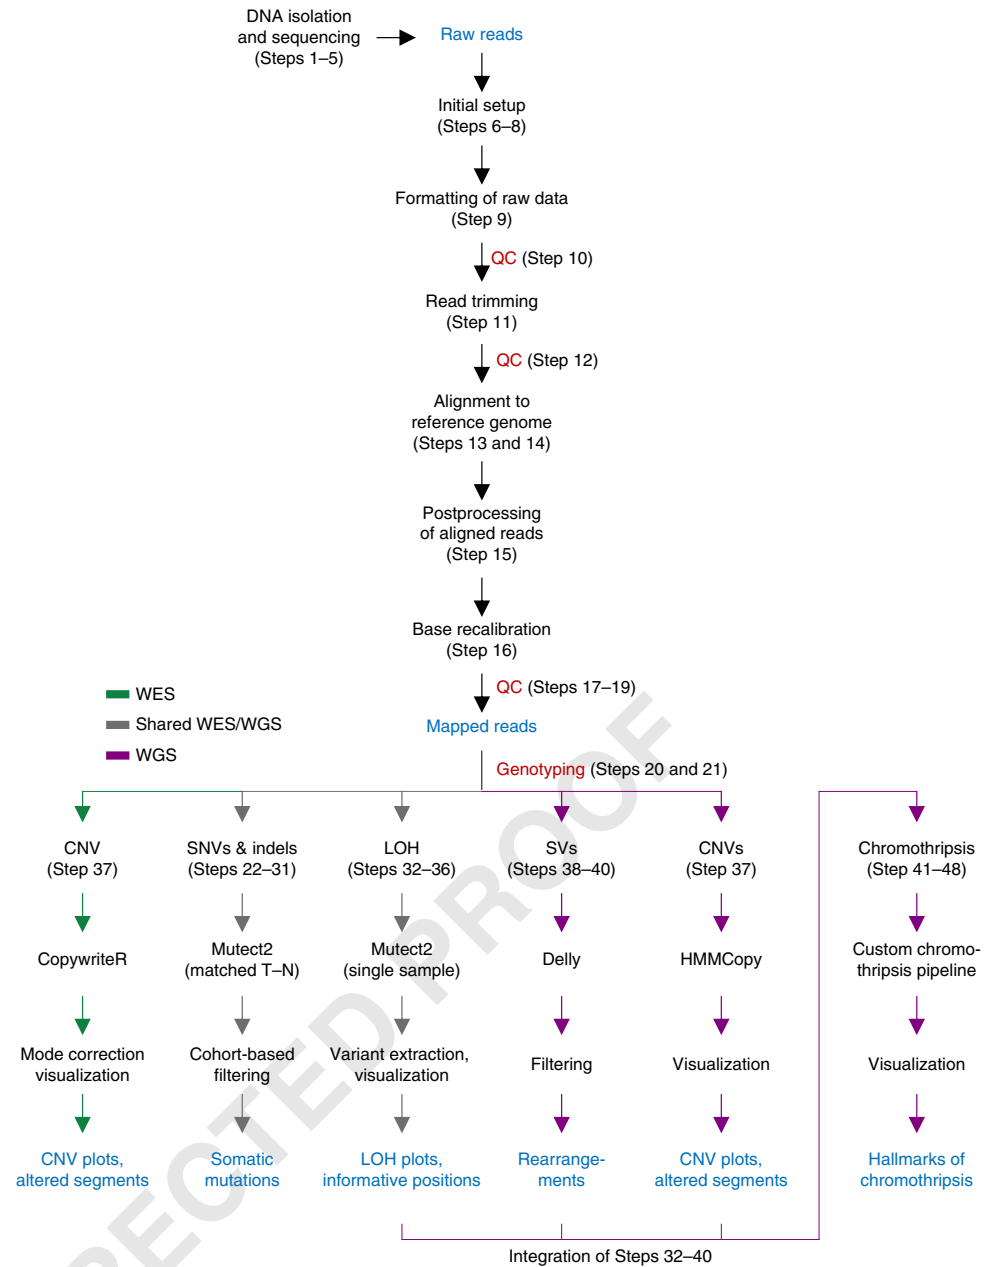 DNA isolation
and sequencing
(Steps 1–5)
Raw reads
Initial setup
(Steps 6–8)
Formatting of raw data
(Step 9)
QC (Step 10)
Read trimming
(Step 11)
QC (Step 12)
Alignment to
reference genome
(Steps 13 and 14)
Postprocessing
of aligned reads
(Step 15)
Base recalibration
(Step 16)
QC (Steps 17–19)
Mapped reads
Genotyping (Steps 20 and 21)
WES
Shared WES/WGS
WGS
CNV
(Step 37)
CopywriteR
Mode correction
visualization
CNV plots,
altered segments
SNVs & indels
(Steps 22–31)
Mutect2
(matched T–N)
Cohort-based
filtering
Somatic
mutations
LOH
(Steps 32–36)
Mutect2
(single sample)
Variant extraction,
visualization
LOH plots,
informative positions
SVs
(Steps 38–40)
Delly
Filtering
Rearrange-
ments
CNVs
(Step 37)
HMMCopy
Visualization
CNV plots,
altered segments
Chromothripsis
(Step 41–48)
Custom chromo-
thripsis pipeline
Visualization
Hallmarks of
chromothripsis
Integration of Steps 32–40
RECTED PROOF